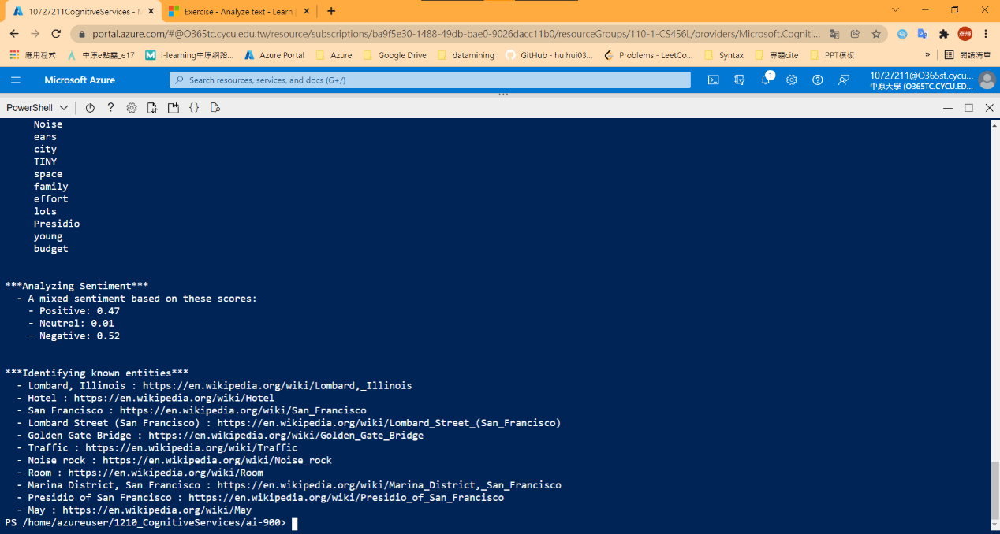 10727211CognitiveServices - M
Exercise - Analyze text - Learn
portal.azure.com/#@O365tc.cycu.edu.tw/resource/subscriptions/ba9f5e30-1488-49db-bae0-9026dacc11b0/resourceGroups/110-1-CS456L/providers/Microsoft.Cogniti...
應用程式 中原e點靈_e17 i-learning中原網路... Azure Portal Azure Google Drive datamining GitHub - huihui03... Problems - LeetCo... Syntax 專題cite PPT模板 » 閱讀清單
Microsoft Azure Search resources, services, and docs (G+/) 1 10727211@O365st.cycu...
中原大學 (O365TC.CYCU.ED...
PowerShell
Noise
ears
city
TINY
space
family
effort
lots
Presidio
young
budget
***Analyzing Sentiment***
- A mixed sentiment based on these scores:
- Positive: 0.47
- Neutral: 0.01
- Negative: 0.52
***Identifying known entities***
- Lombard, Illinois : https://en.wikipedia.org/wiki/Lombard,_Illinois
- Hotel : https://en.wikipedia.org/wiki/Hotel
- San Francisco : https://en.wikipedia.org/wiki/San_Francisco
- Lombard Street (San Francisco) : https://en.wikipedia.org/wiki/Lombard_Street_(San_Francisco)
- Golden Gate Bridge : https://en.wikipedia.org/wiki/Golden_Gate_Bridge
- Traffic : https://en.wikipedia.org/wiki/Traffic
- Noise rock : https://en.wikipedia.org/wiki/Noise_rock
- Room : https://en.wikipedia.org/wiki/Room
- Marina District, San Francisco : https://en.wikipedia.org/wiki/Marina_District,_San_Francisco
- Presidio of San Francisco : https://en.wikipedia.org/wiki/Presidio_of_San_Francisco
- May : https://en.wikipedia.org/wiki/May
PS /home/azureuser/1210_CognitiveServices/ai-900>